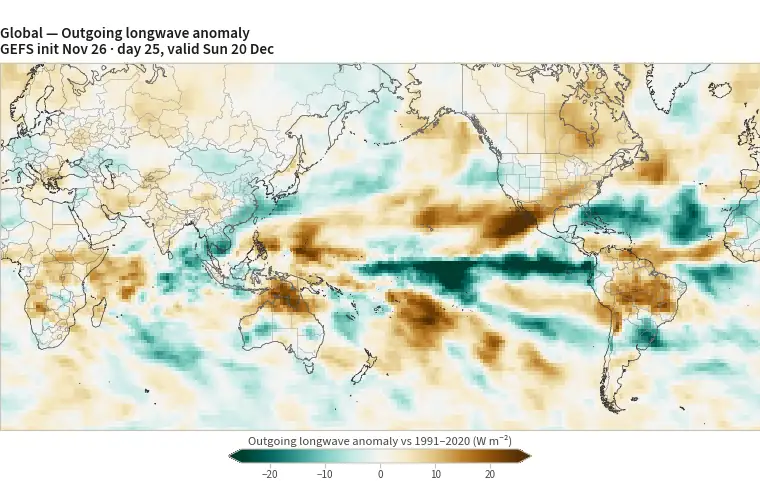 Global — Outgoing longwave anomaly
GEFS init Nov 26 · day 25, valid Sun 20 Dec
Outgoing longwave anomaly vs 1991–2020 (W m⁻²)
−20 −10 0 10 20